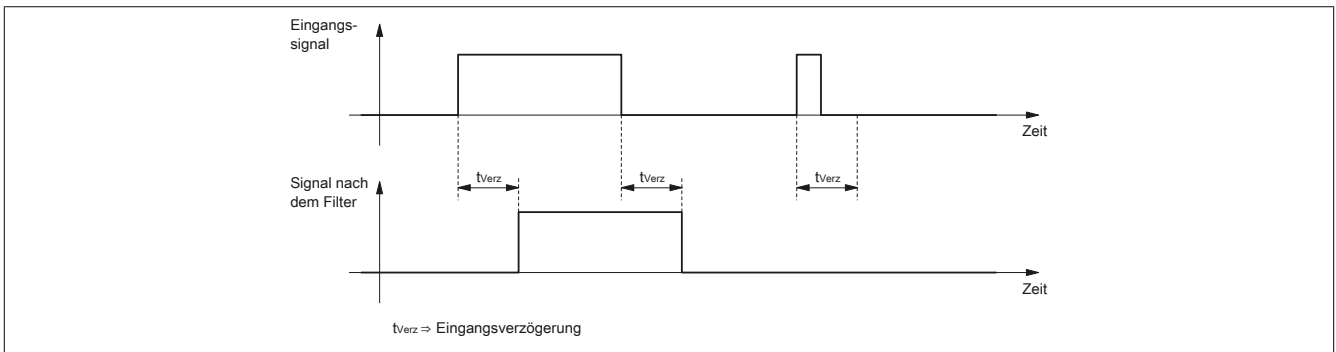 Eingangs-
signal
Zeit
Signal nach
dem Filter
tVerz
tVerz
tVerz
Zeit
tVerz ⇒ Eingangsverzögerung